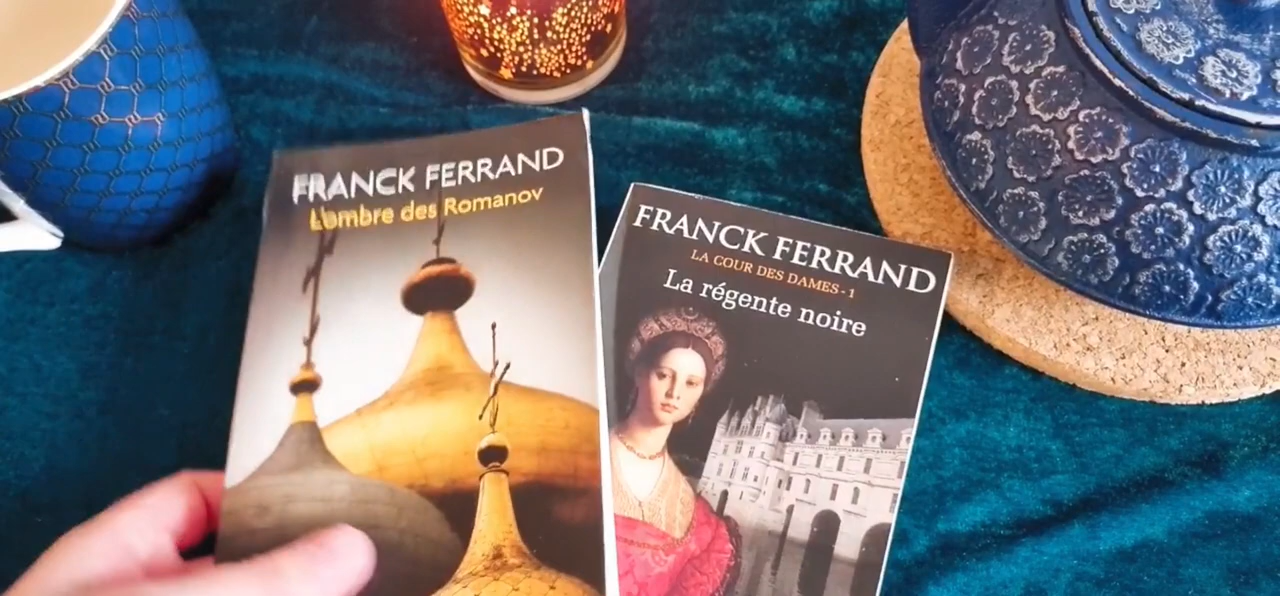 FRANCK FERRAND
L'ombre des Romanov
FRANCK FERRAND
LA COUR DES DAMES - 1
La régente noire